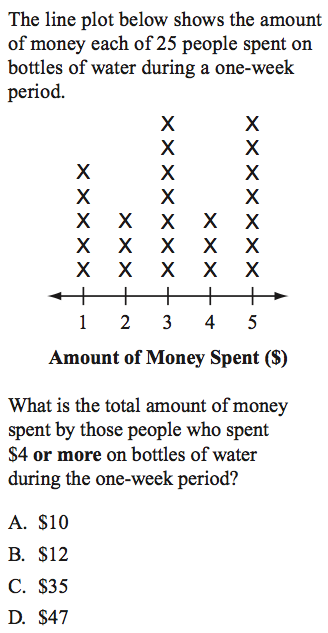 The line plot below shows the amount
of money each of 25 people spent on
bottles of water during a one-week
period.
X X
X X
X X X
X X X
X X X X X
X X X X X
X X X X X
1 2 3 4 5
Amount of Money Spent ($)
What is the total amount of money
spent by those people who spent
$4 or more on bottles of water
during the one-week period?
A. $10
B. $12
C. $35
D. $47